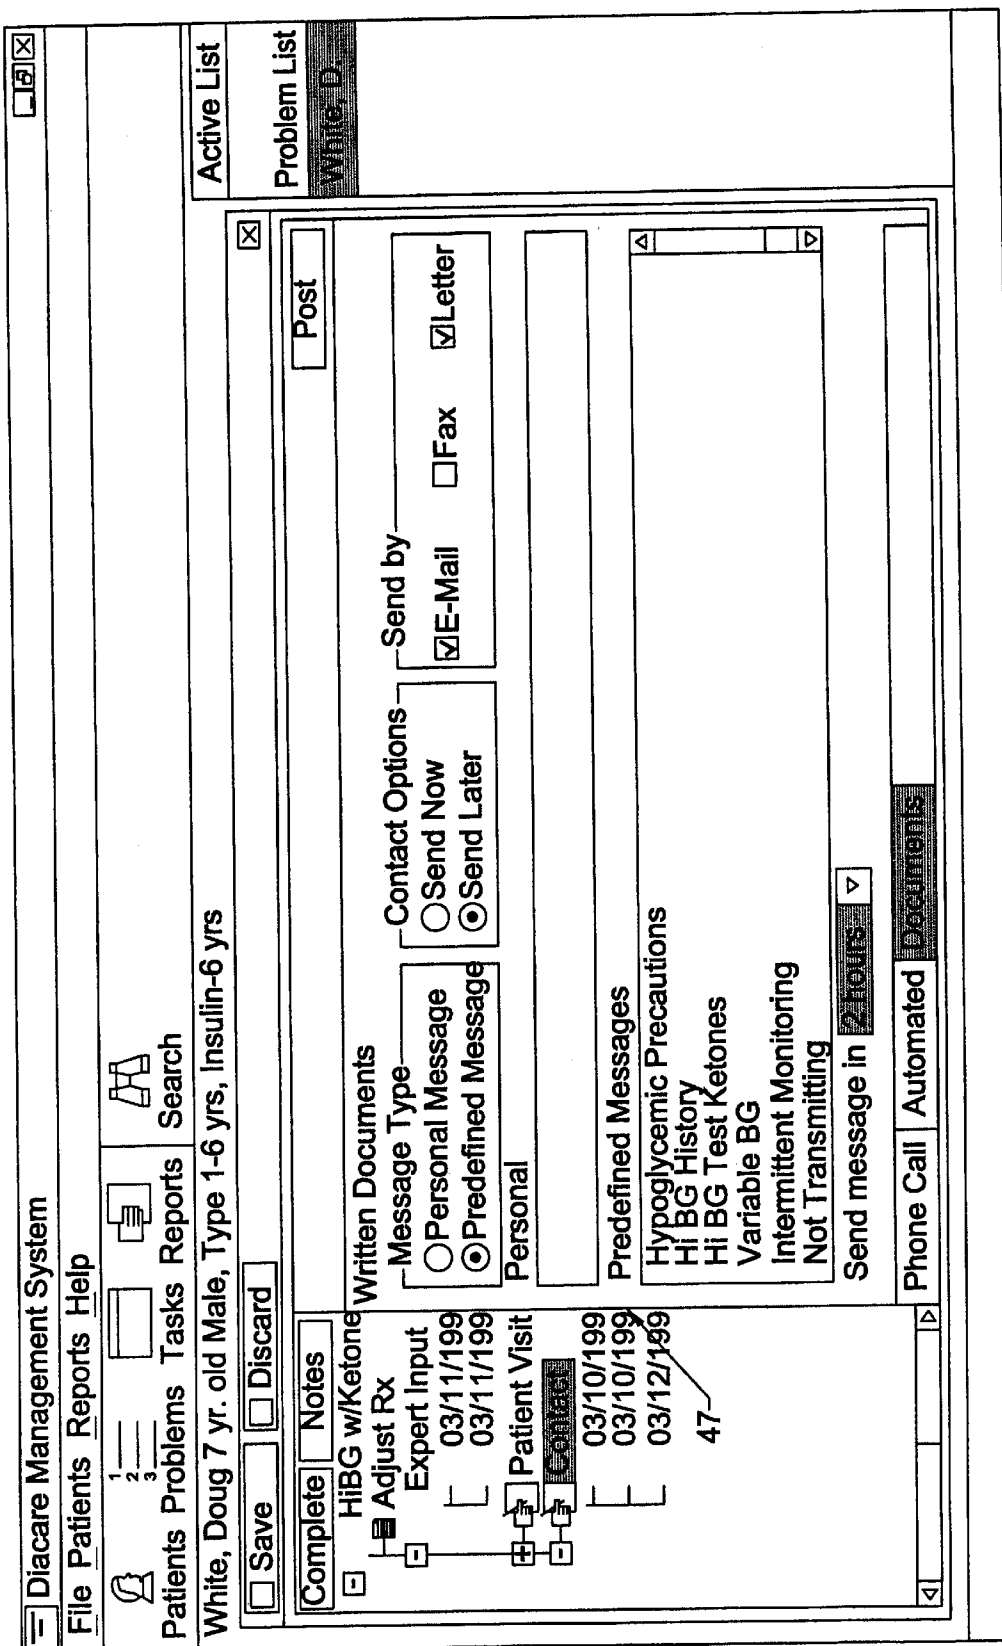 Diacare Management System
File Patients Reports Help
1
2
3
Patients Problems Tasks Reports Search
White, Doug 7 yr. old Male, Type 1-6 yrs, Insulin-6 yrs
Active List
Problem List
White, D.
Save Discard
Complete Notes
HiBG w/Ketone
Adjust Rx
Expert Input
03/11/199
03/11/199
Patient Visit
Contact
03/10/199
03/10/199
03/12/199
47
Post
Written Documents
Message Type
Personal Message
Predefined Message
Contact Options
Send Now
Send Later
Send by
E-Mail Fax Letter
Personal
Predefined Messages
Hypoglycemic Precautions
Hi BG History
Hi BG Test Ketones
Variable BG
Intermittent Monitoring
Not Transmitting
Send message in 2 hours
Phone Call Automated Documents